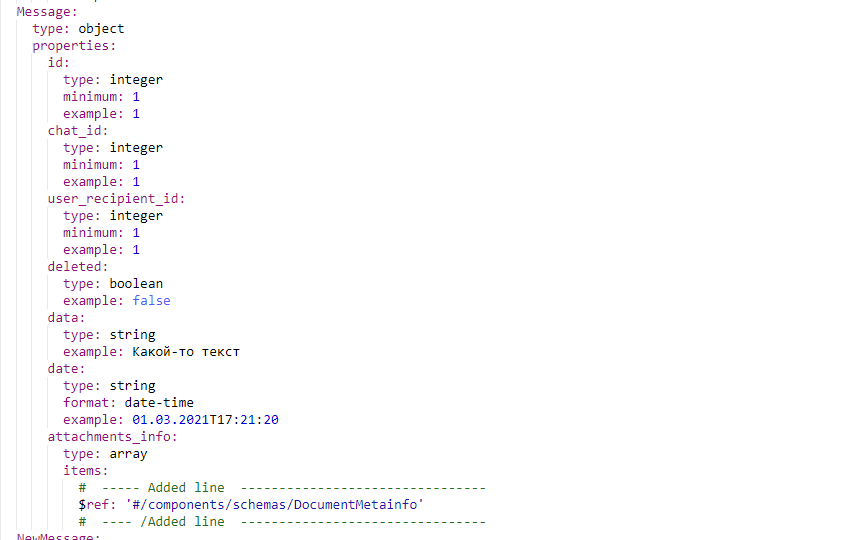 Message:
type: object
properties:
id:
type: integer
minimum: 1
example: 1
chat_id:
type: integer
minimum: 1
example: 1
user_recipient_id:
type: integer
minimum: 1
example: 1
deleted:
type: boolean
example: false
data:
type: string
example: Какой-то текст
date:
type: string
format: date-time
example: 01.03.2021T17:21:20
attachments_info:
type: array
items:
#  ----- Added line  --------------------------------
$ref: '#/components/schemas/DocumentMetainfo'
#  ---- /Added line  --------------------------------
NewMessage: